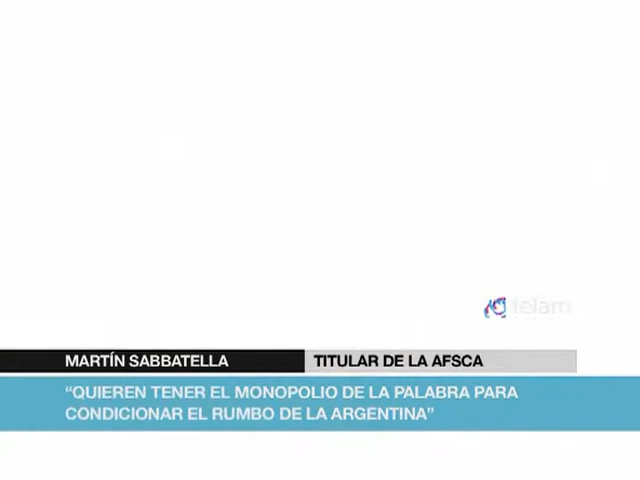 telam
MARTÍN SABBATELLA TITULAR DE LA AFSCA
“QUIEREN TENER EL MONOPOLIO DE LA PALABRA PARA
CONDICIONAR EL RUMBO DE LA ARGENTINA”